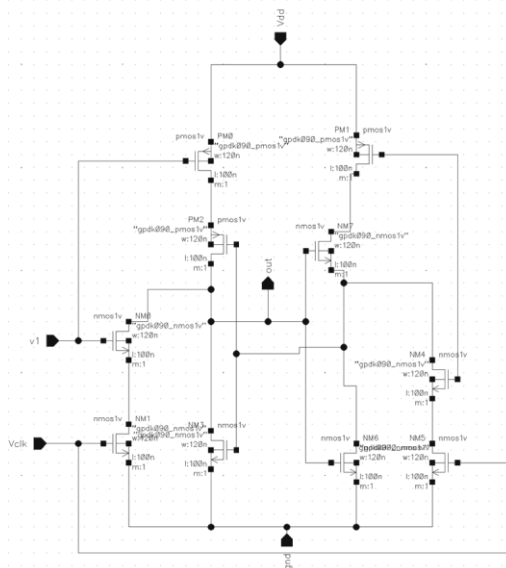 Vdd
pmos1v PM0
"gpdk090_pmos1v"
w:120n
l:100n
m:1
PM1 pmos1v
"gpdk090_pmos1v"
w:120n
l:100n
m:1
PM2 pmos1v
"gpdk090_pmos1v"
w:120n
l:100n
m:1
nmos1v NM7
"gpdk090_nmos1v"
w:120n
l:100n
m:1
out
nmos1v NM0
"gpdk090_nmos1v"
w:120n
l:100n
m:1
v1
NM4 nmos1v
"gpdk090_nmos1v"
w:120n
l:100n
m:1
Vclk
nmos1v NM1
w:120n
l:100n
m:1
NM3 nmos1v
"gpdk090_nmos1v"
w:120n
l:100n
m:1
nmos1v NM6
w:120n
l:100n
m:1
NM5 nmos1v
w:120n
l:100n
m:1
gnd